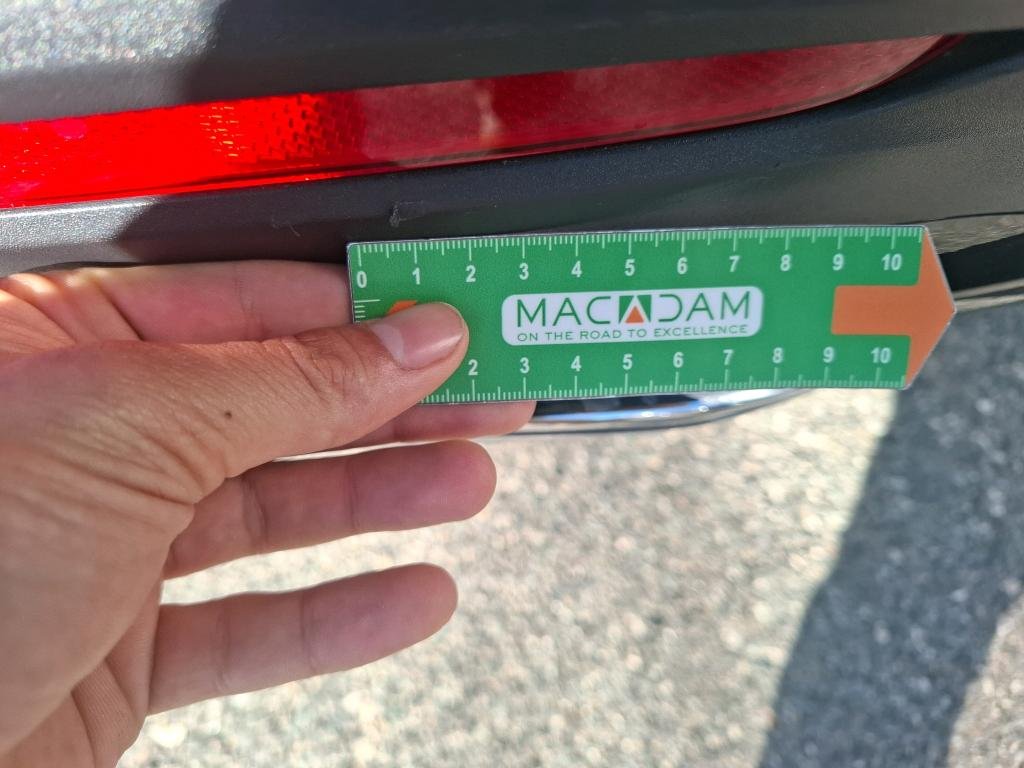 0 1 2 3 4 5 6 7 8 9 10
MACADAM
ON THE ROAD TO EXCELLENCE
2 3 4 5 6 7 8 9 10